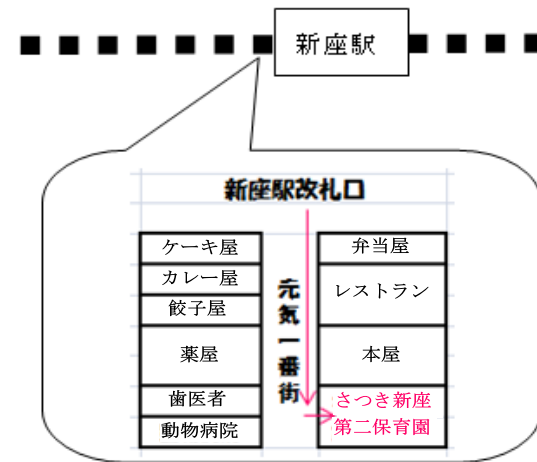 新座駅
新座駅改札口
ケーキ屋
カレー屋
餃子屋
薬屋
歯医者
動物病院
元気一番街
弁当屋
レストラン
本屋
さつき新座
第二保育園